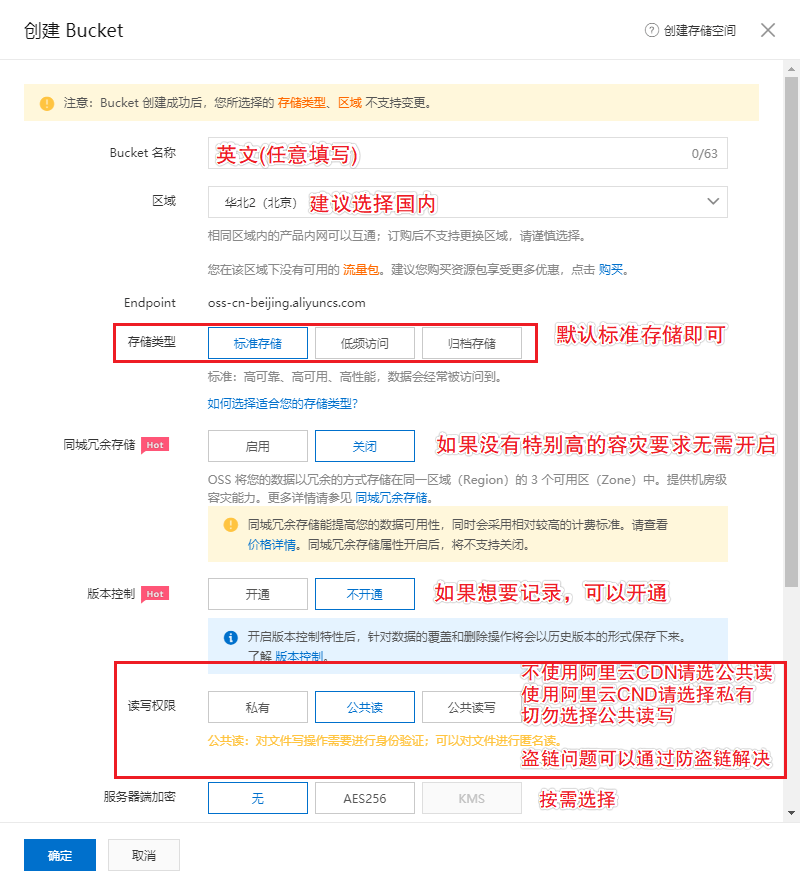 创建 Bucket
创建存储空间
注意：Bucket 创建成功后，您所选择的 存储类型、区域 不支持变更。
Bucket 名称 英文(任意填写) 0/63
区域 华北2（北京） 建议选择国内
相同区域内的产品内网可以互通；订购后不支持更换区域，请谨慎选择。
您在该区域下没有可用的 流量包。建议您购买资源包享受更多优惠，点击 购买。
Endpoint oss-cn-beijing.aliyuncs.com
存储类型 标准存储 低频访问 归档存储 默认标准存储即可
标准：高可靠、高可用、高性能，数据会经常被访问到。
如何选择适合您的存储类型?
同城冗余存储 Hot 启用 关闭 如果没有特别高的容灾要求无需开启
OSS 将您的数据以冗余的方式存储在同一区域（Region）的 3 个可用区（Zone）中。提供机房级
容灾能力。更多详情请参见 同城冗余存储。
同城冗余存储能提高您的数据可用性，同时会采用相对较高的计费标准。请查看
价格详情。同城冗余存储属性开启后，将不支持关闭。
版本控制 Hot 开通 不开通 如果想要记录，可以开通
开启版本控制特性后，针对数据的覆盖和删除操作将会以历史版本的形式保存下来。
了解 版本控制。
不使用阿里云CDN请选公共读
使用阿里云CND请选择私有
读写权限 私有 公共读 公共读写 切勿选择公共读写
公共读：对文件写操作需要进行身份验证；可以对文件进行匿名读。
盗链问题可以通过防盗链解决
服务器端加密 无 AES256 KMS 按需选择
确定 取消